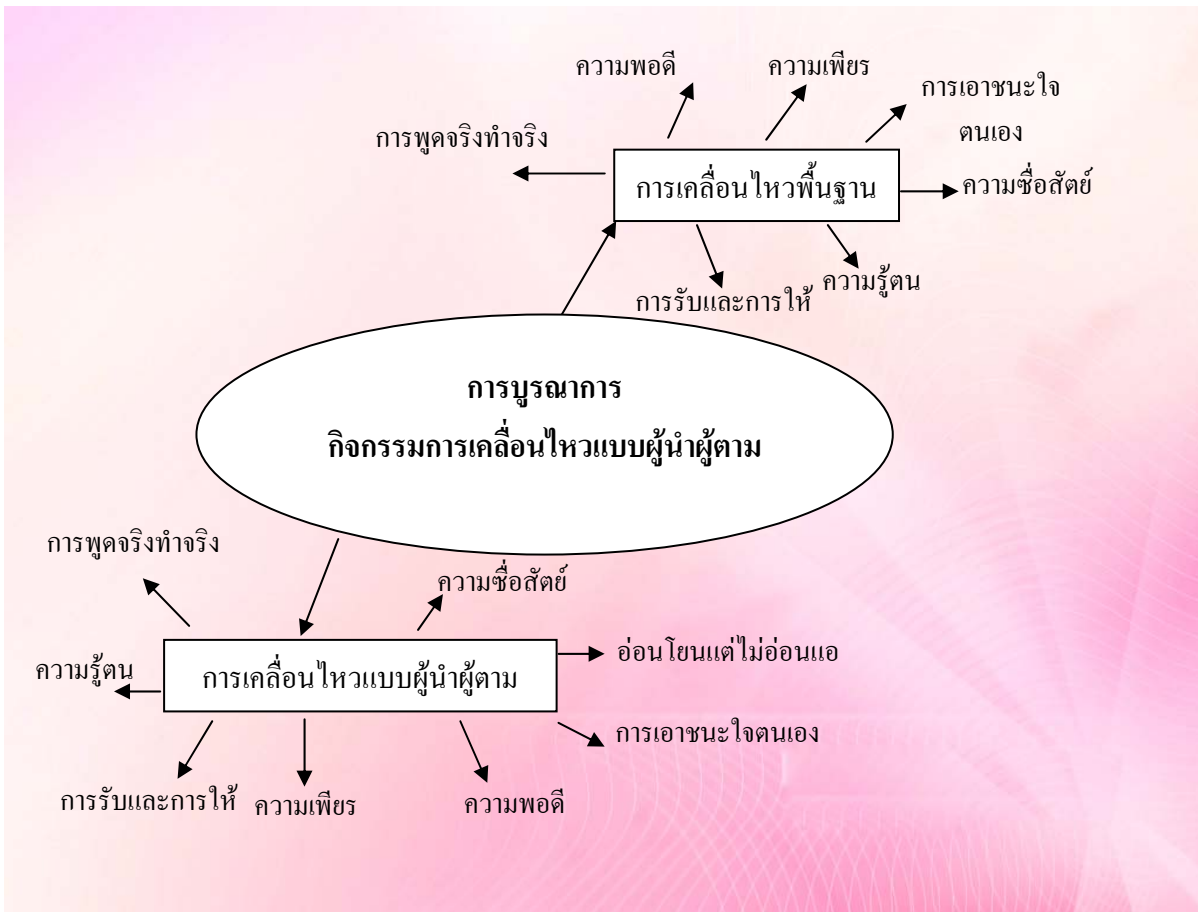 ความพอดี
ความเพียร
การเอาชนะใจ
ตนเอง
การพูดจริงทำจริง
การเคลื่อนไหวพื้นฐาน
ความซื่อสัตย์
ความรู้ตน
การรับและการให้
การบูรณาการ
กิจกรรมการเคลื่อนไหวแบบผู้นำผู้ตาม
การพูดจริงทำจริง
ความซื่อสัตย์
อ่อนโยนแต่ไม่อ่อนแอ
ความรู้ตน
การเคลื่อนไหวแบบผู้นำผู้ตาม
การเอาชนะใจตนเอง
การรับและการให้
ความเพียร
ความพอดี